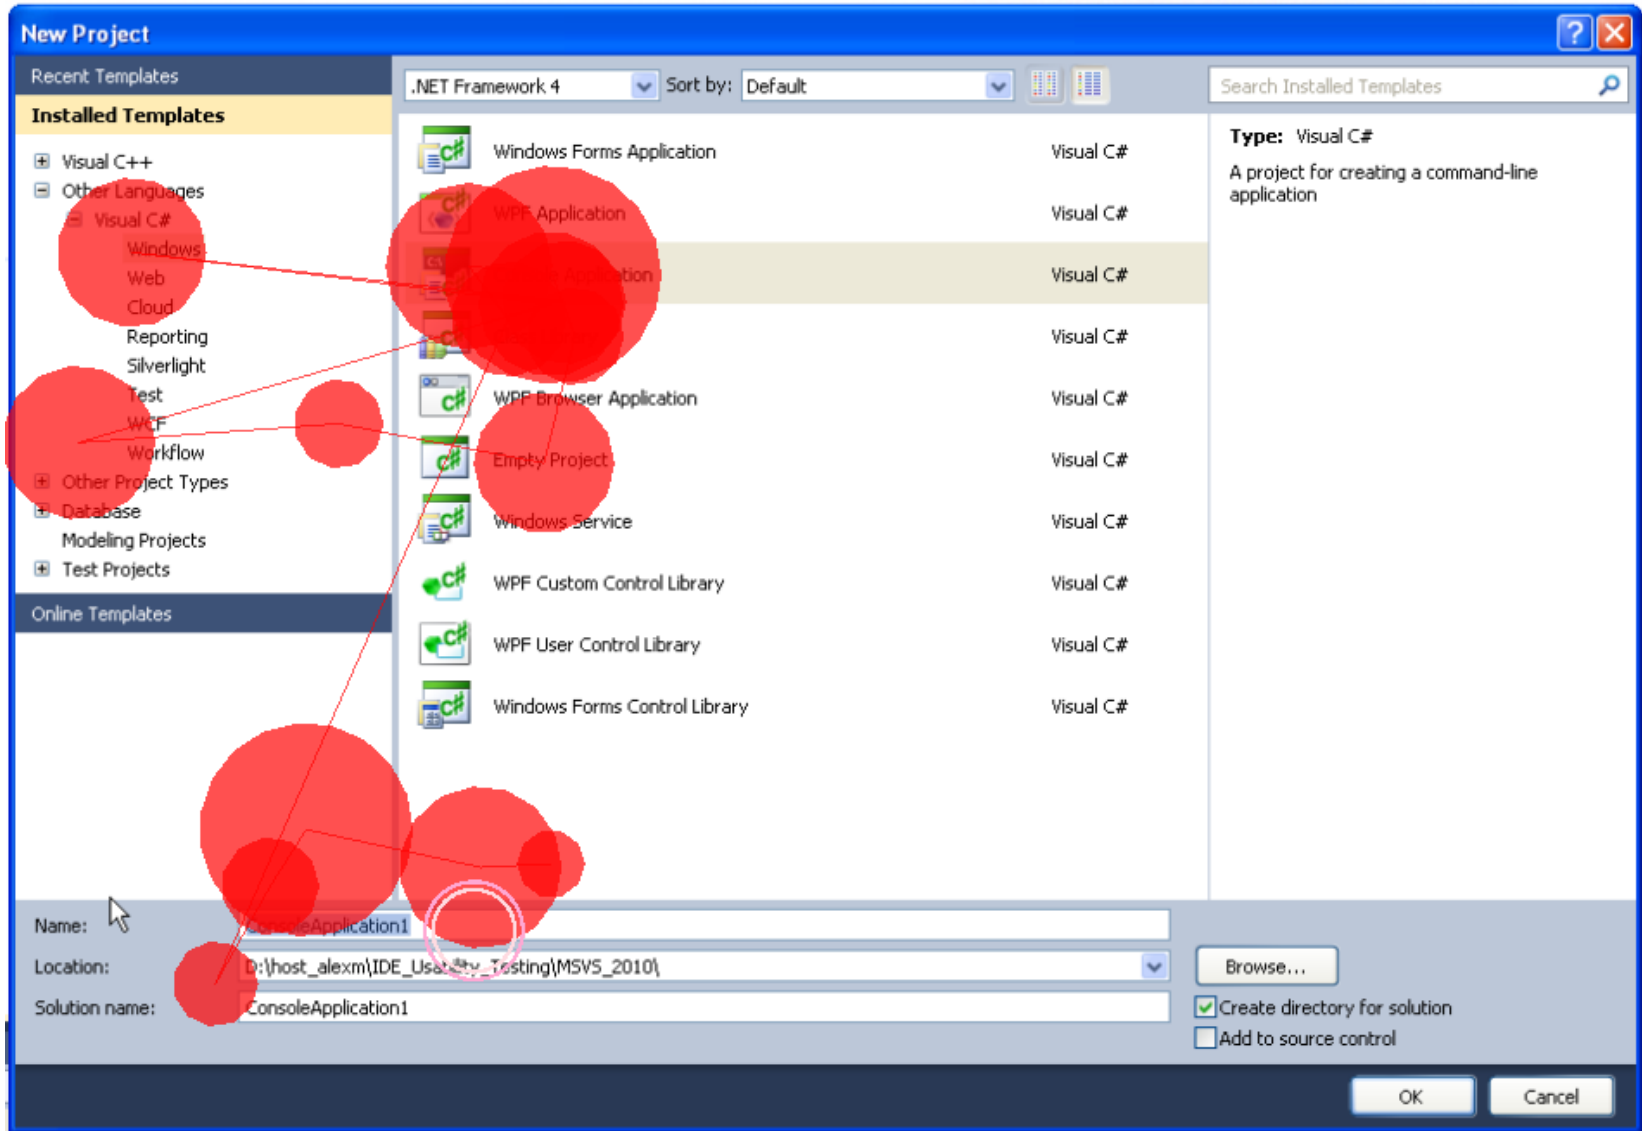 New Project
Recent Templates
.NET Framework 4 Sort by: Default
Search Installed Templates
Installed Templates
Visual C++
Other Languages
Visual C#
Windows
Web
Cloud
Reporting
Silverlight
Test
WCF
Workflow
Other Project Types
Database
Modeling Projects
Test Projects
Online Templates
Windows Forms Application Visual C#
WPF Application Visual C#
Application Visual C#
Visual C#
WPF Browser Application Visual C#
Empty Project Visual C#
Windows Service Visual C#
WPF Custom Control Library Visual C#
WPF User Control Library Visual C#
Windows Forms Control Library Visual C#
Type: Visual C#
A project for creating a command-line
application
Name: ConsoleApplication1
Location: D:\host_alexm\IDE_Usability_Testing\MSVS_2010\
Browse...
Solution name: ConsoleApplication1
Create directory for solution
Add to source control
OK Cancel